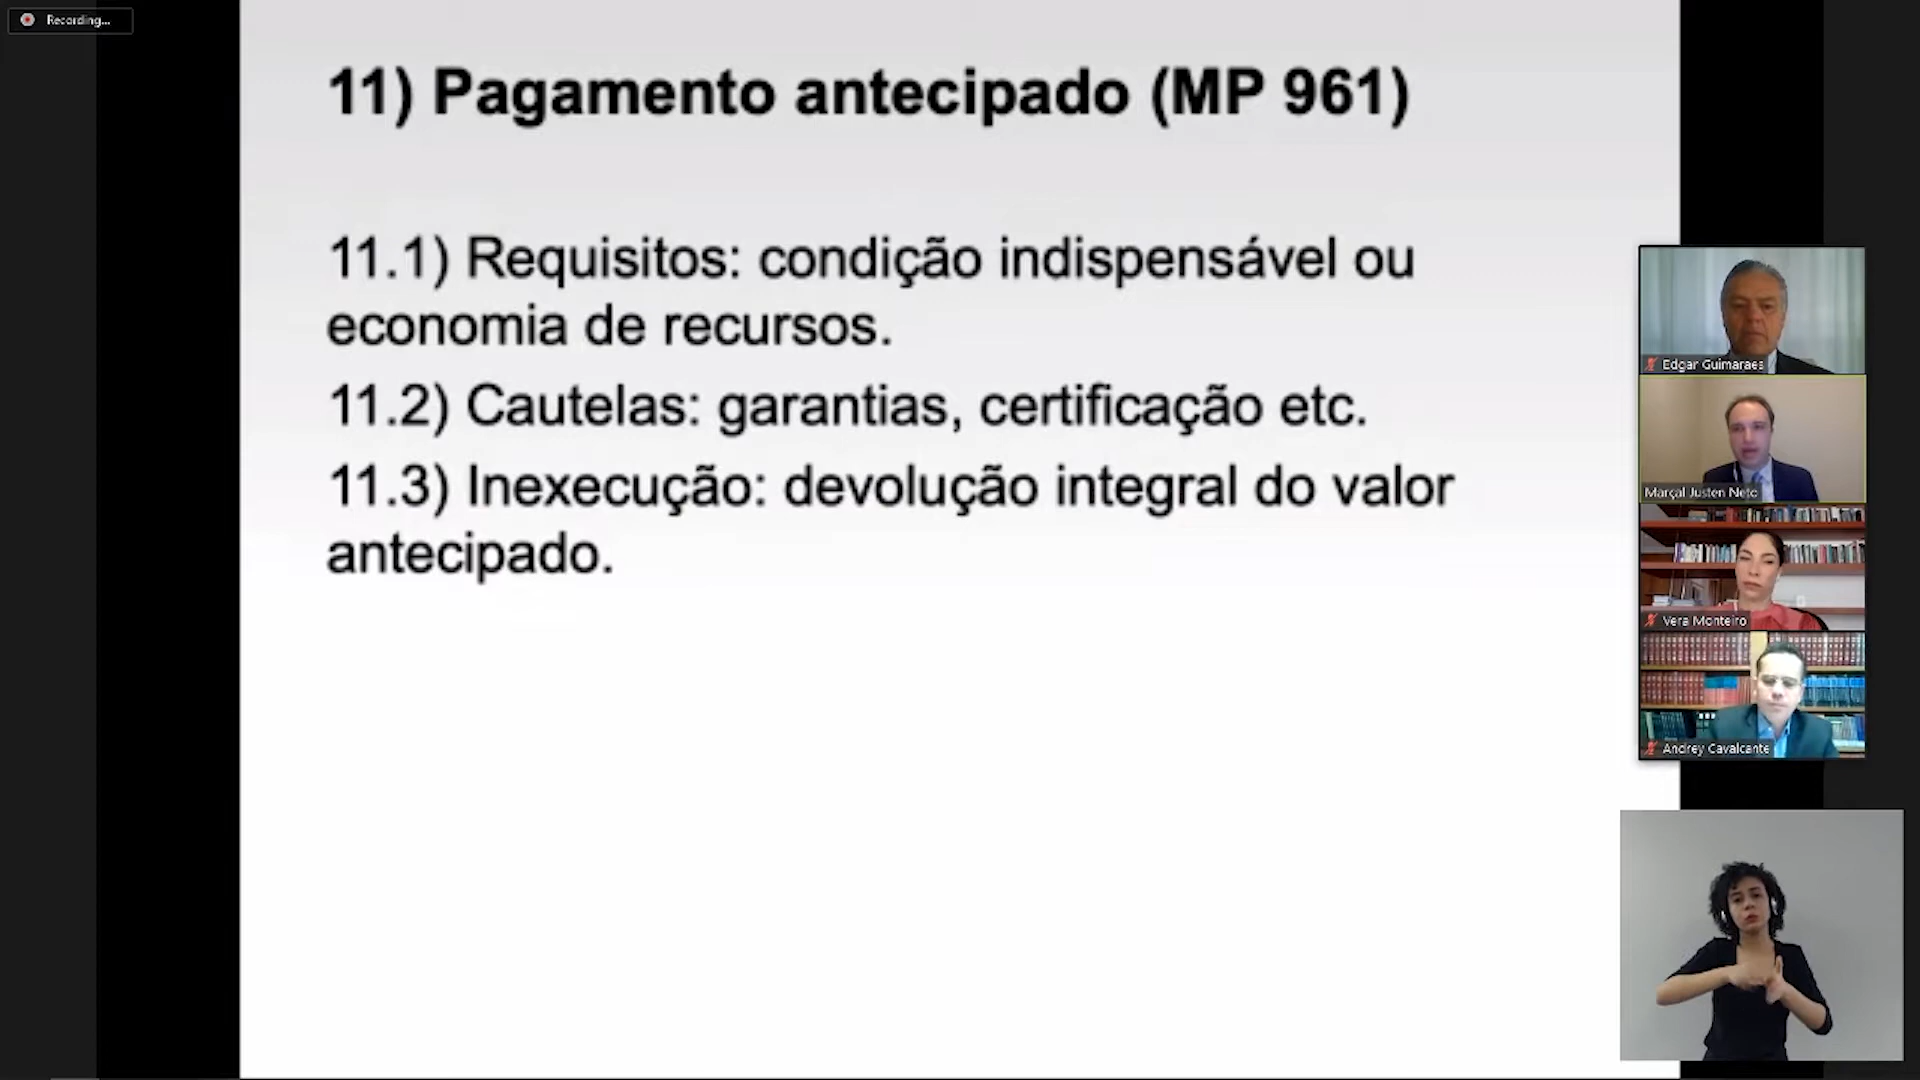 Recording...
11) Pagamento antecipado (MP 961)
11.1) Requisitos: condição indispensável ou
economia de recursos.
11.2) Cautelas: garantias, certificação etc.
11.3) Inexecução: devolução integral do valor
antecipado.
Edgar Guimaraes
Marçal Justen Neto
Vera Monteiro
Andrey Cavalcante